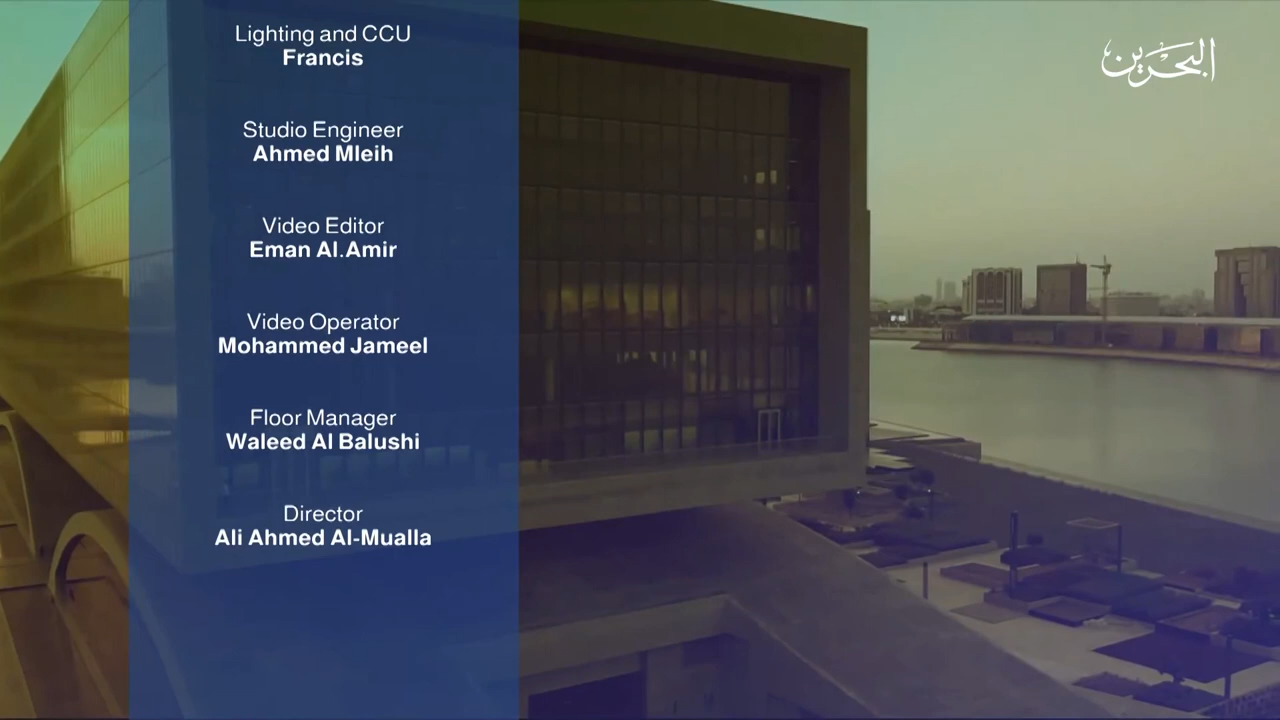 Lighting and CCU
Francis
Studio Engineer
Ahmed Mleih
Video Editor
Eman Al.Amir
Video Operator
Mohammed Jameel
Floor Manager
Waleed Al Balushi
Director
Ali Ahmed Al-Mualla
البحرين